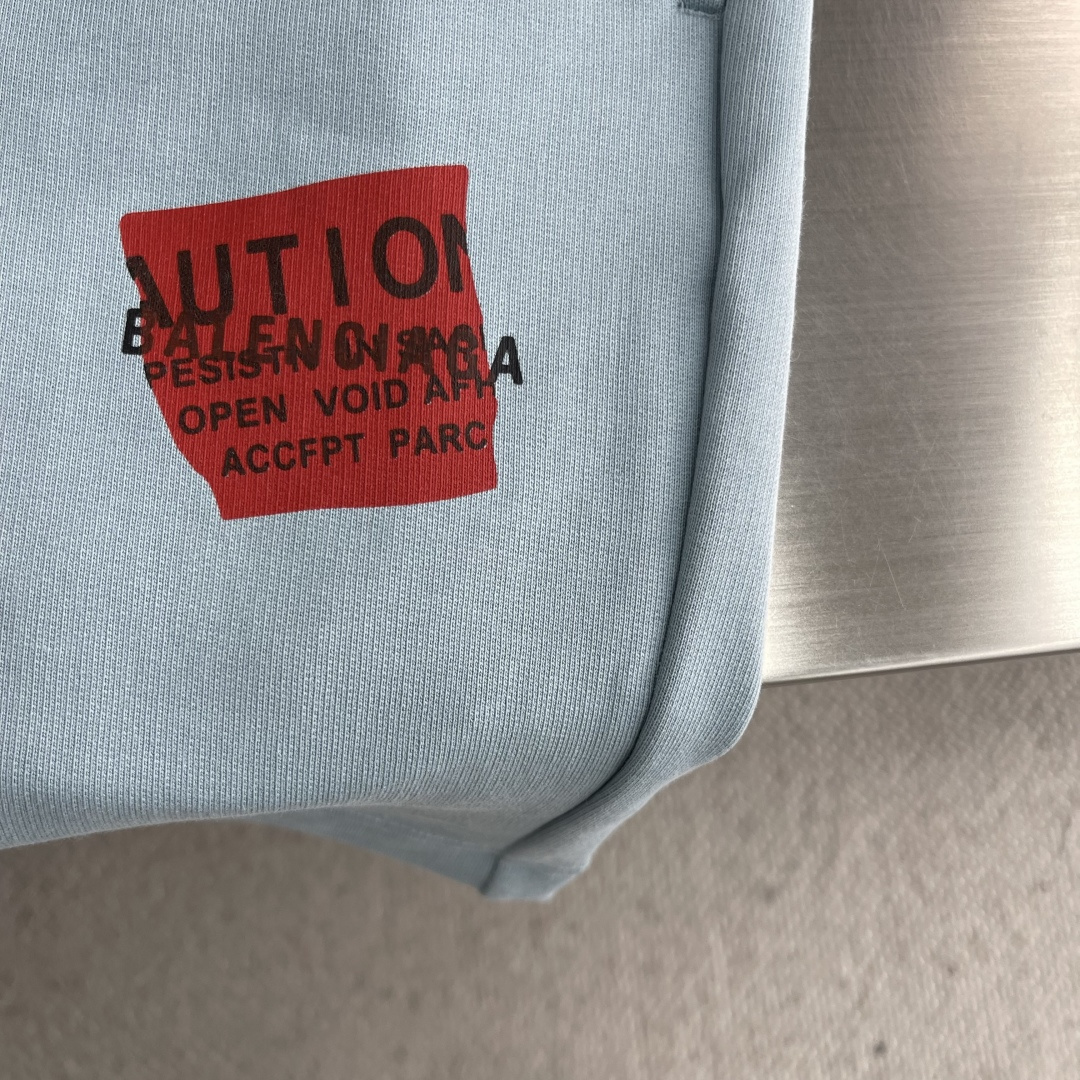 AUTION
BALENCIAGA
OPEN VOID
ACCFPT PARC